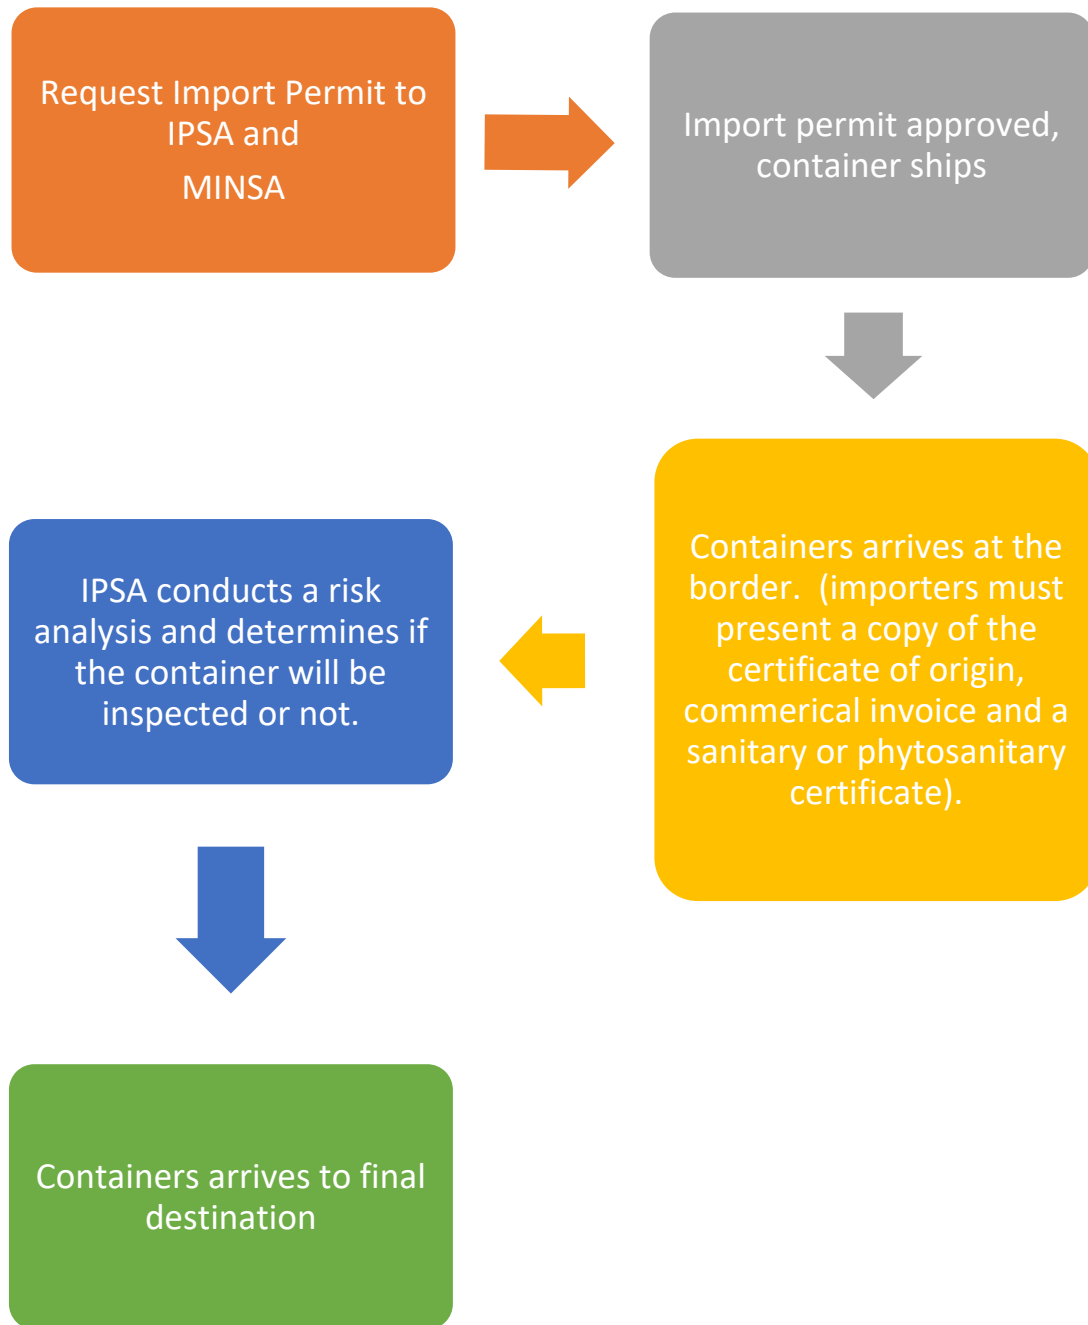 Request Import Permit to
IPSA and
MINSA
Import permit approved,
container ships
Containers arrives at the
border.  (importers must
present a copy of the
certificate of origin,
commerical invoice and a
sanitary or phytosanitary
certificate).
IPSA conducts a risk
analysis and determines if
the container will be
inspected or not.
Containers arrives to final
destination